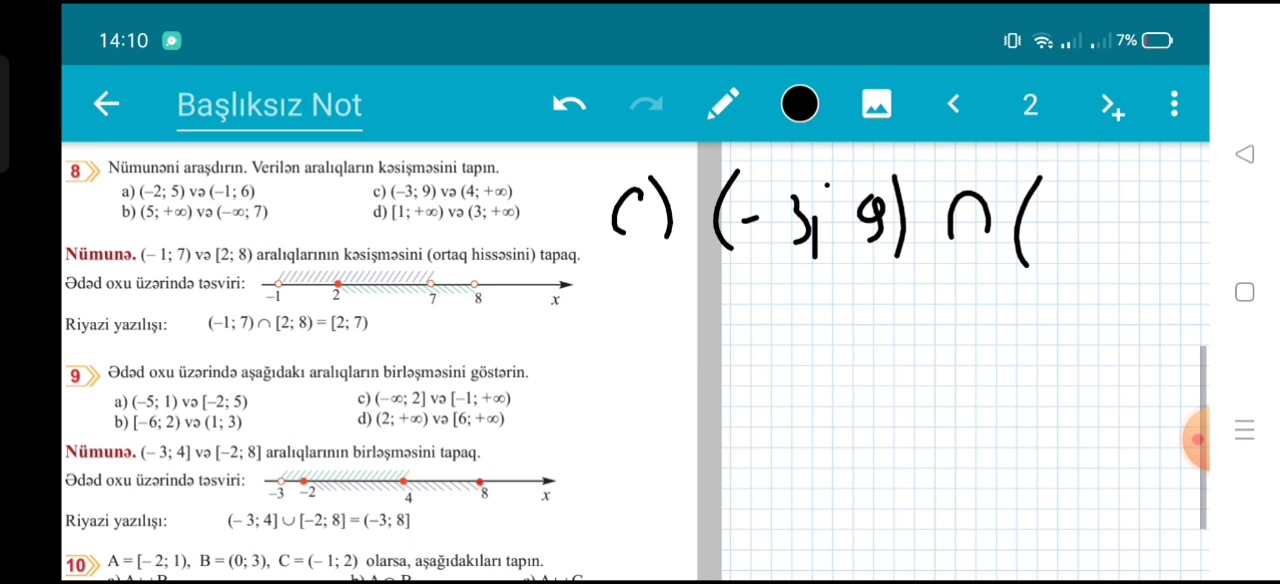 14:10 7%
Başlıksız Not 2
8 Nümunəni araşdırın. Verilən aralıqların kəsişməsini tapın.
a) (–2; 5) və (–1; 6) c) (–3; 9) və (4; +∞)
b) (5; +∞) və (–∞; 7) d) [1; +∞) və (3; +∞)
c) (-3; 9) ∩ (
Nümunə. (– 1; 7) və [2; 8) aralıqlarının kəsişməsini (ortaq hissəsini) tapaq.
Ədəd oxu üzərində təsviri:
–1 2 7 8 x
Riyazi yazılışı: (–1; 7) ∩ [2; 8) = [2; 7)
9 Ədəd oxu üzərində aşağıdakı aralıqların birləşməsini göstərin.
a) (–5; 1) və [–2; 5) c) (–∞; 2] və [–1; +∞)
b) [–6; 2) və (1; 3) d) (2; +∞) və [6; +∞)
Nümunə. (– 3; 4] və [–2; 8] aralıqlarının birləşməsini tapaq.
Ədəd oxu üzərində təsviri:
–3 –2 4 8 x
Riyazi yazılışı: (– 3; 4] ∪ [–2; 8] = (–3; 8]
10 A = [– 2; 1), B = (0; 3), C = (– 1; 2) olarsa, aşağıdakıları tapın.